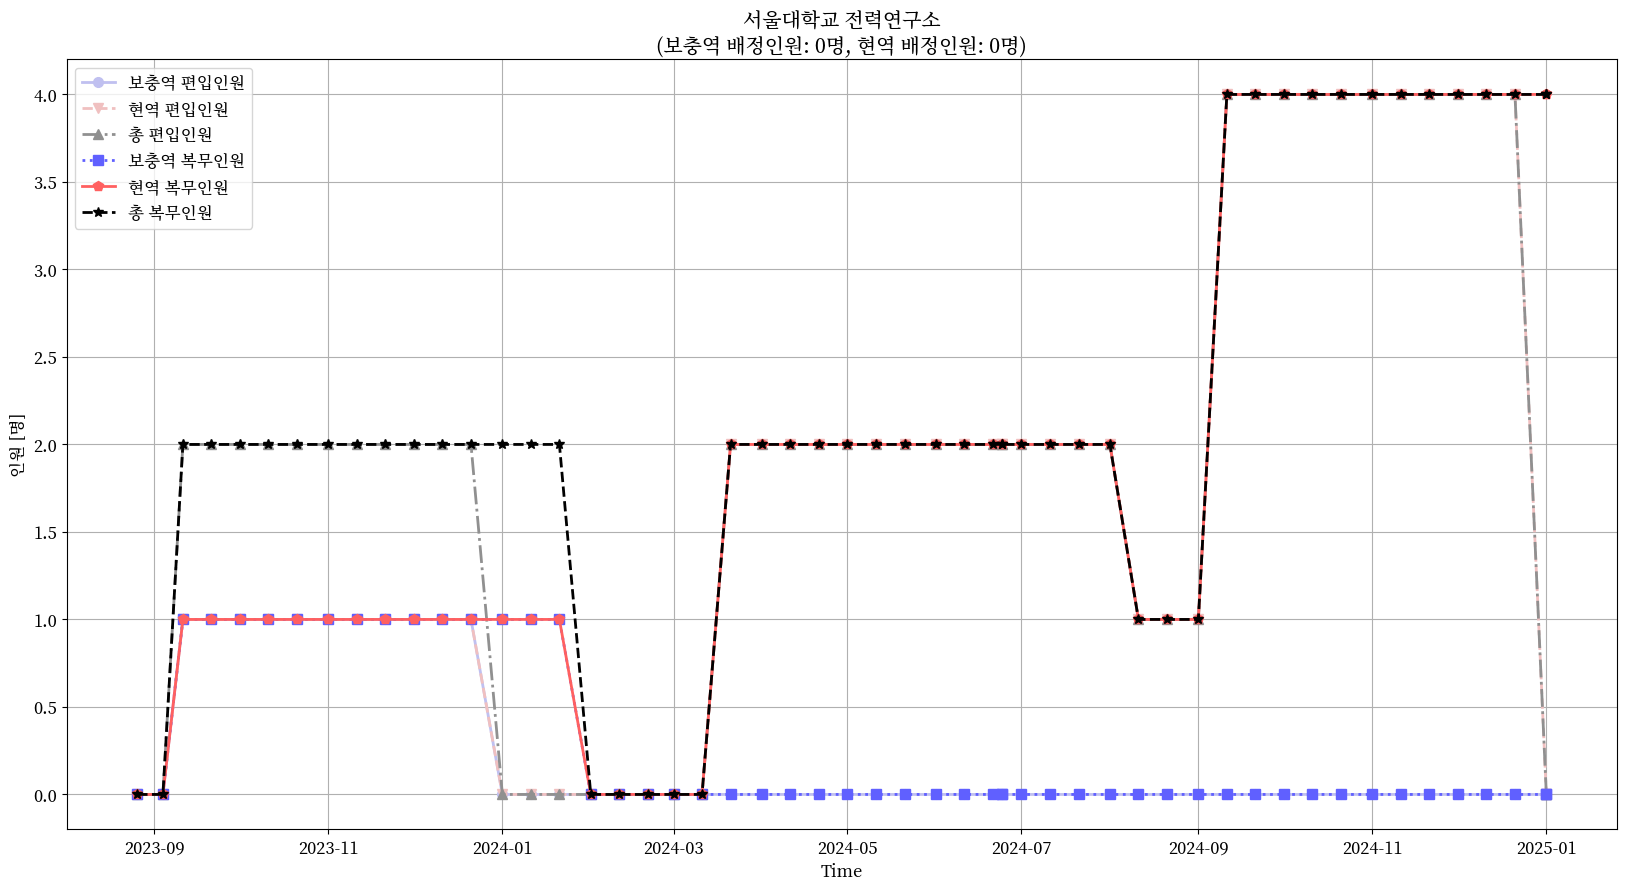 서울대학교 전력연구소
(보충역 배정인원: 0명, 현역 배정인원: 0명)
보충역 편입인원
현역 편입인원
총 편입인원
보충역 복무인원
현역 복무인원
총 복무인원
4.0
3.5
3.0
2.5
2.0
1.5
1.0
0.5
0.0
인원 [명]
2023-09 2023-11 2024-01 2024-03 2024-05 2024-07 2024-09 2024-11 2025-01
Time